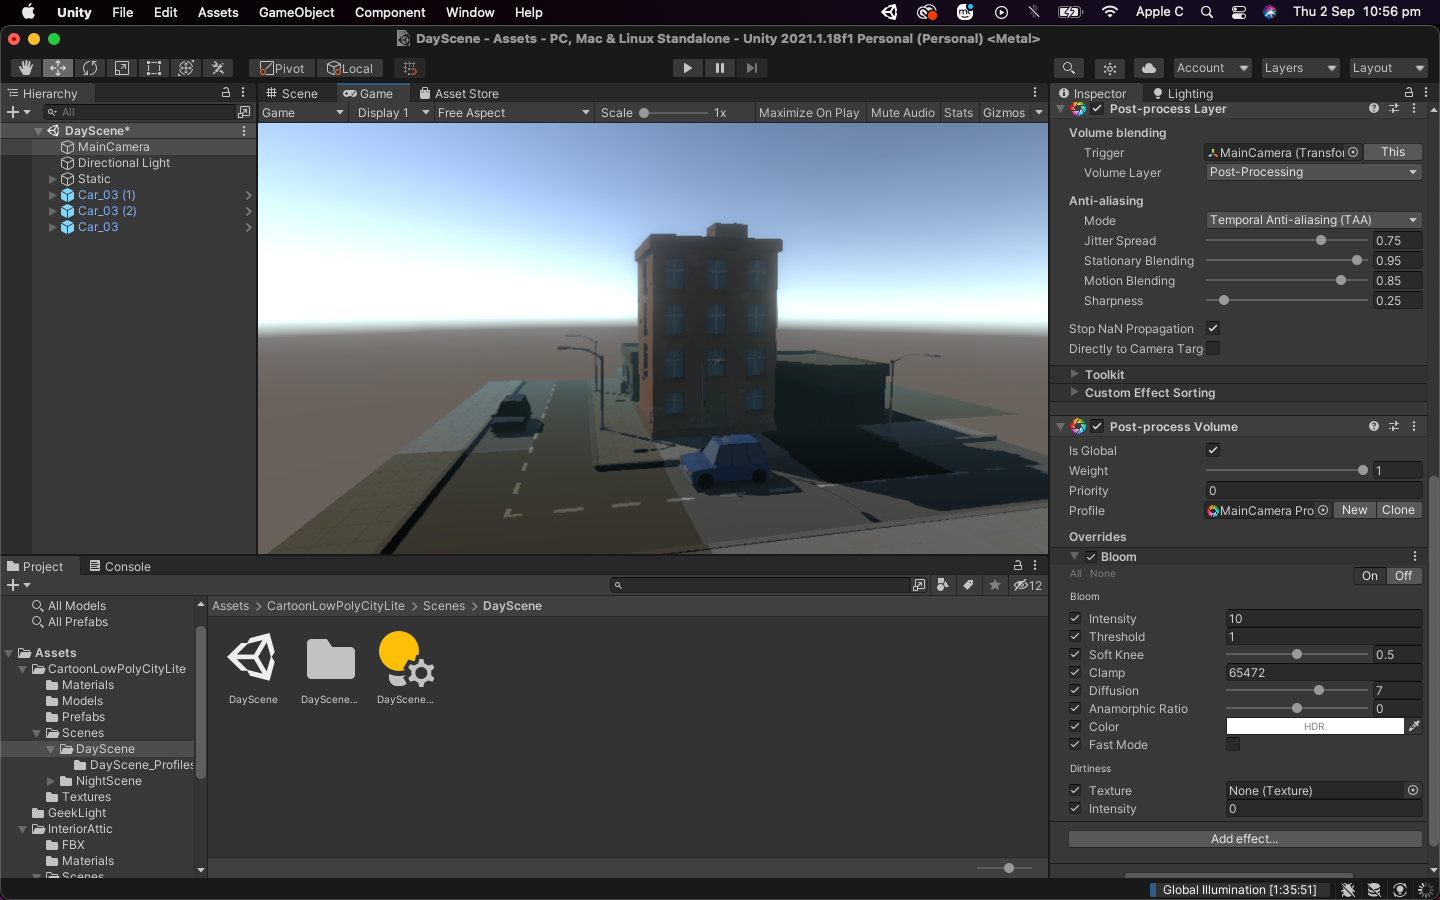 Unity File Edit Assets GameObject Component Window Help Apple C Thu 2 Sep 10:56 pm
DayScene - Assets - PC, Mac & Linux Standalone - Unity 2021.1.18f1 Personal (Personal) <Metal>
Pivot Local Account Layers Layout
Hierarchy
All
DayScene*
MainCamera
Directional Light
Static
Car_03 (1)
Car_03 (2)
Car_03
Scene Game Asset Store
Game Display 1 Free Aspect Scale 1x Maximize On Play Mute Audio Stats Gizmos
Inspector Lighting
Post-process Layer
Volume blending
Trigger MainCamera (Transfor This
Volume Layer Post-Processing
Anti-aliasing
Mode Temporal Anti-aliasing (TAA)
Jitter Spread 0.75
Stationary Blending 0.95
Motion Blending 0.85
Sharpness 0.25
Stop NaN Propagation
Directly to Camera Targ
Toolkit
Custom Effect Sorting
Post-process Volume
Is Global
Weight 1
Priority 0
Profile MainCamera Pro New Clone
Overrides
Bloom
All None On Off
Bloom
Intensity 10
Threshold 1
Soft Knee 0.5
Clamp 65472
Diffusion 7
Anamorphic Ratio 0
Color HDR
Fast Mode
Dirtiness
Texture None (Texture)
Intensity 0
Add effect...
Project Console
12
All Models
All Prefabs
Assets
CartoonLowPolyCityLite
Materials
Models
Prefabs
Scenes
DayScene
DayScene_Profiles
NightScene
Textures
GeekLight
InteriorAttic
FBX
Materials
Scenes
Assets > CartoonLowPolyCityLite > Scenes > DayScene
DayScene DayScene... DayScene...
Global Illumination [1:35:51]